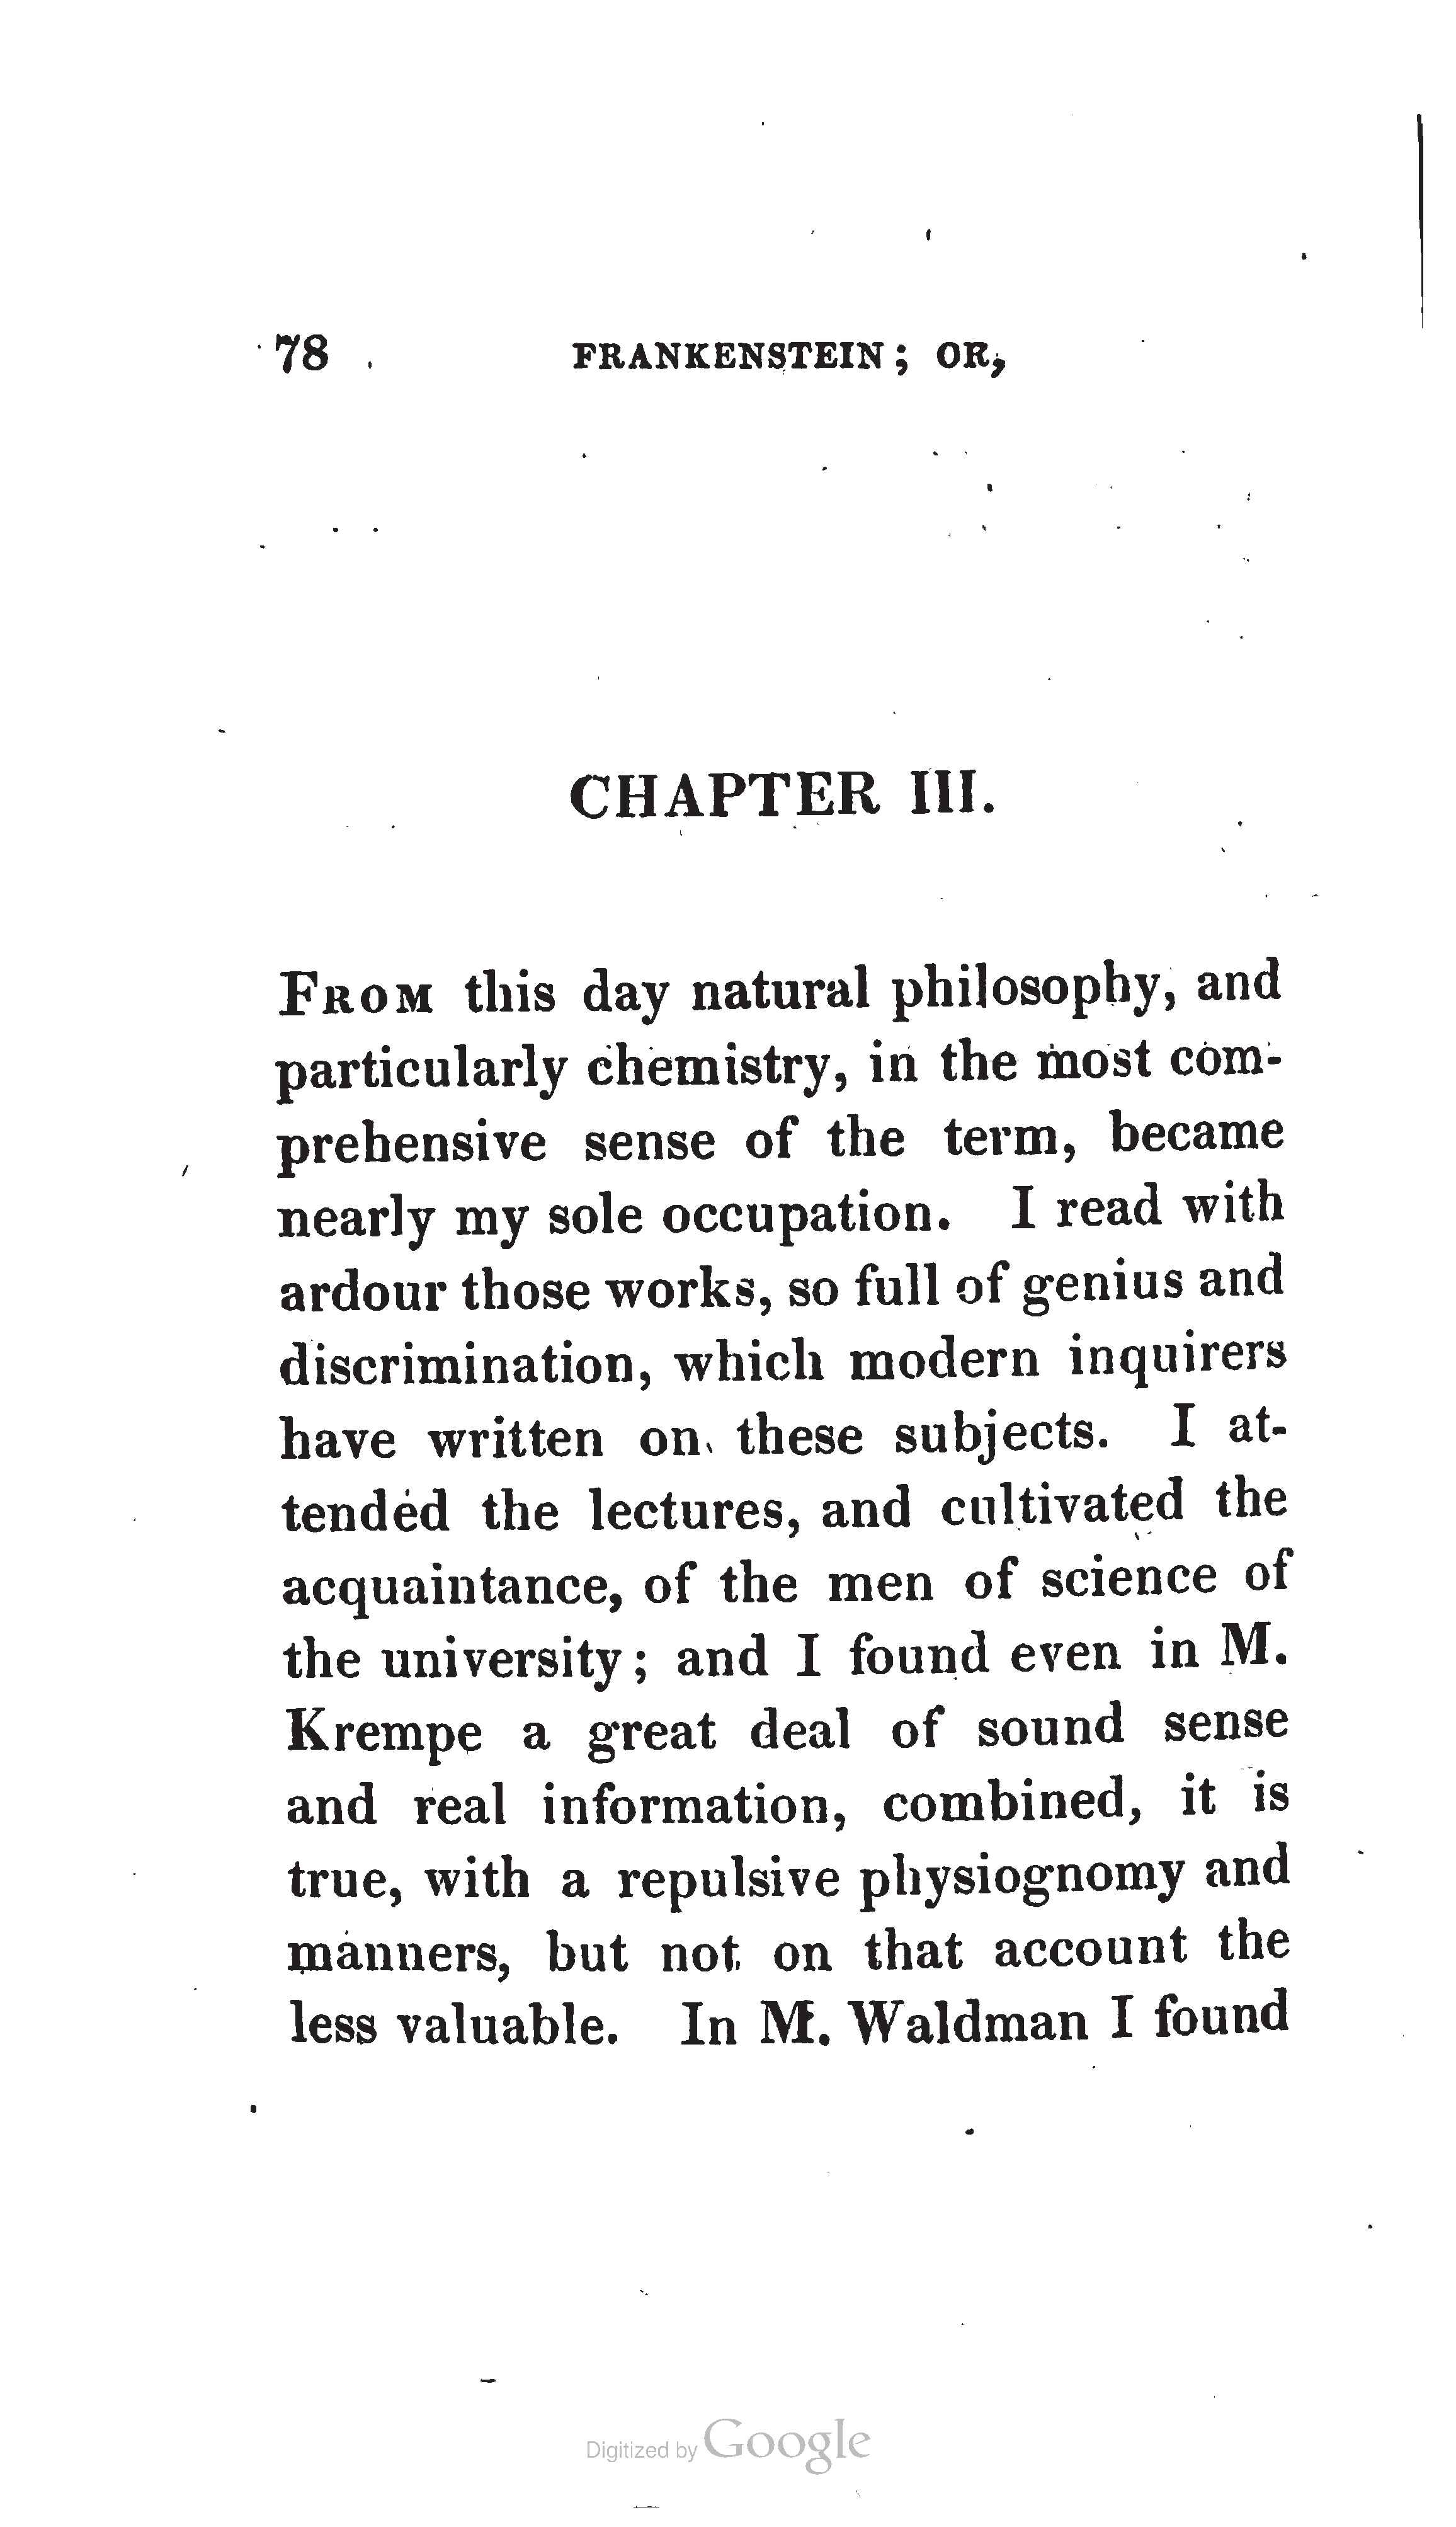 78 FRANKENSTEIN; OR,
CHAPTER III.
FROM this day natural philosophy, and
particularly chemistry, in the most com-
prehensive sense of the term, became
nearly my sole occupation. I read with
ardour those works, so full of genius and
discrimination, which modern inquirers
have written on these subjects. I at-
tended the lectures, and cultivated the
acquaintance, of the men of science of
the university; and I found even in M.
Krempe a great deal of sound sense
and real information, combined, it is
true, with a repulsive physiognomy and
manners, but not on that account the
less valuable. In M. Waldman I found
Digitized by Google